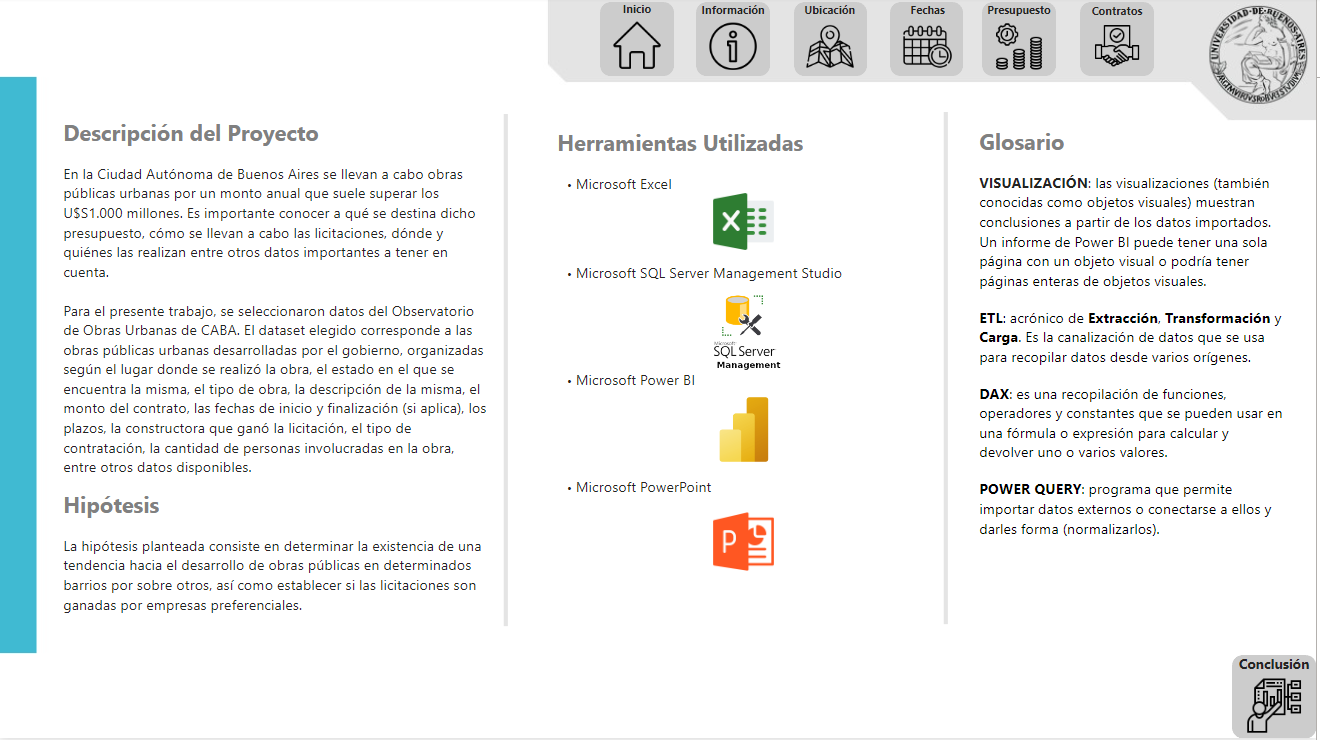 Inicio
Información
Ubicación
Fechas
Presupuesto
Contratos
UNIVERSIDAD·DE·BUENOS·AIRES
Descripción del Proyecto
En la Ciudad Autónoma de Buenos Aires se llevan a cabo obras
públicas urbanas por un monto anual que suele superar los
U$S1.000 millones. Es importante conocer a qué se destina dicho
presupuesto, cómo se llevan a cabo las licitaciones, dónde y
quiénes las realizan entre otros datos importantes a tener en
cuenta.
Para el presente trabajo, se seleccionaron datos del Observatorio
de Obras Urbanas de CABA. El dataset elegido corresponde a las
obras públicas urbanas desarrolladas por el gobierno, organizadas
según el lugar donde se realizó la obra, el estado en el que se
encuentra la misma, el tipo de obra, la descripción de la misma, el
monto del contrato, las fechas de inicio y finalización (si aplica), los
plazos, la constructora que ganó la licitación, el tipo de
contratación, la cantidad de personas involucradas en la obra,
entre otros datos disponibles.
Hipótesis
La hipótesis planteada consiste en determinar la existencia de una
tendencia hacia el desarrollo de obras públicas en determinados
barrios por sobre otros, así como establecer si las licitaciones son
ganadas por empresas preferenciales.
Herramientas Utilizadas
• Microsoft Excel
X
• Microsoft SQL Server Management Studio
Microsoft
SQL Server
Management
• Microsoft Power BI
• Microsoft PowerPoint
P
Glosario
VISUALIZACIÓN: las visualizaciones (también
conocidas como objetos visuales) muestran
conclusiones a partir de los datos importados.
Un informe de Power BI puede tener una sola
página con un objeto visual o podría tener
páginas enteras de objetos visuales.
ETL: acrónico de Extracción, Transformación y
Carga. Es la canalización de datos que se usa
para recopilar datos desde varios orígenes.
DAX: es una recopilación de funciones,
operadores y constantes que se pueden usar en
una fórmula o expresión para calcular y
devolver uno o varios valores.
POWER QUERY: programa que permite
importar datos externos o conectarse a ellos y
darles forma (normalizarlos).
Conclusión